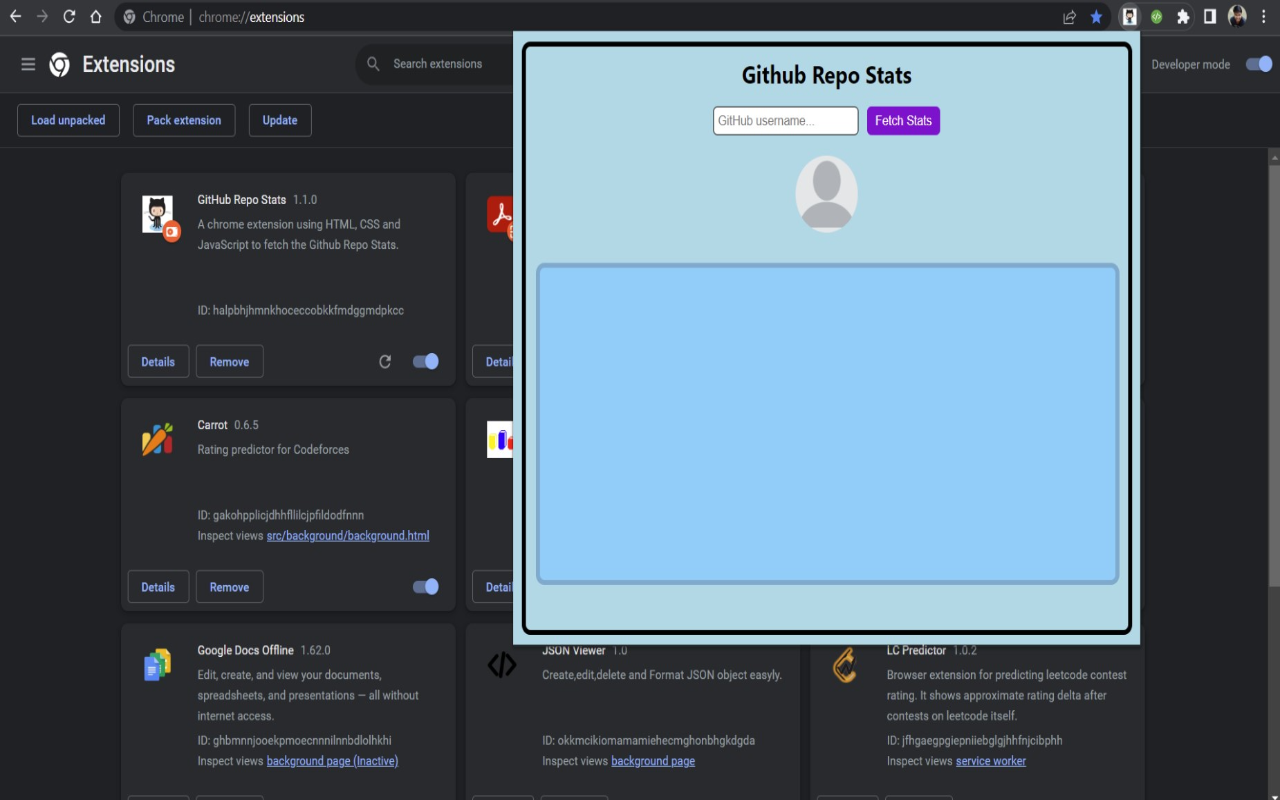 Chrome | chrome://extensions
Extensions
Search extensions
Developer mode
Load unpacked
Pack extension
Update
Github Repo Stats
GitHub username...
Fetch Stats
GitHub Repo Stats 1.1.0
A chrome extension using HTML, CSS and
JavaScript to fetch the Github Repo Stats.
ID: halpbhjhmnkhoceccobkkfmdggmdpkcc
Details
Remove
Detai
Carrot 0.6.5
Rating predictor for Codeforces
ID: gakohpplicjdhhfllilcjpfildodfnnn
Inspect views src/background/background.html
Details
Remove
Detai
Google Docs Offline 1.62.0
Edit, create, and view your documents,
spreadsheets, and presentations — all without
internet access.
ID: ghbmnnjooekpmoecnnnilnnbdlolhkhi
Inspect views background page (Inactive)
JSON Viewer 1.0
Create,edit,delete and Format JSON object easyly.
ID: okkmcikiomamamiehecmghonbhgkdgda
Inspect views background page
LC Predictor 1.0.2
Browser extension for predicting leetcode contest
rating. It shows approximate rating delta after
contests on leetcode itself.
ID: jfhgaegpgiepniiebglgjhhfnjcibphh
Inspect views service worker